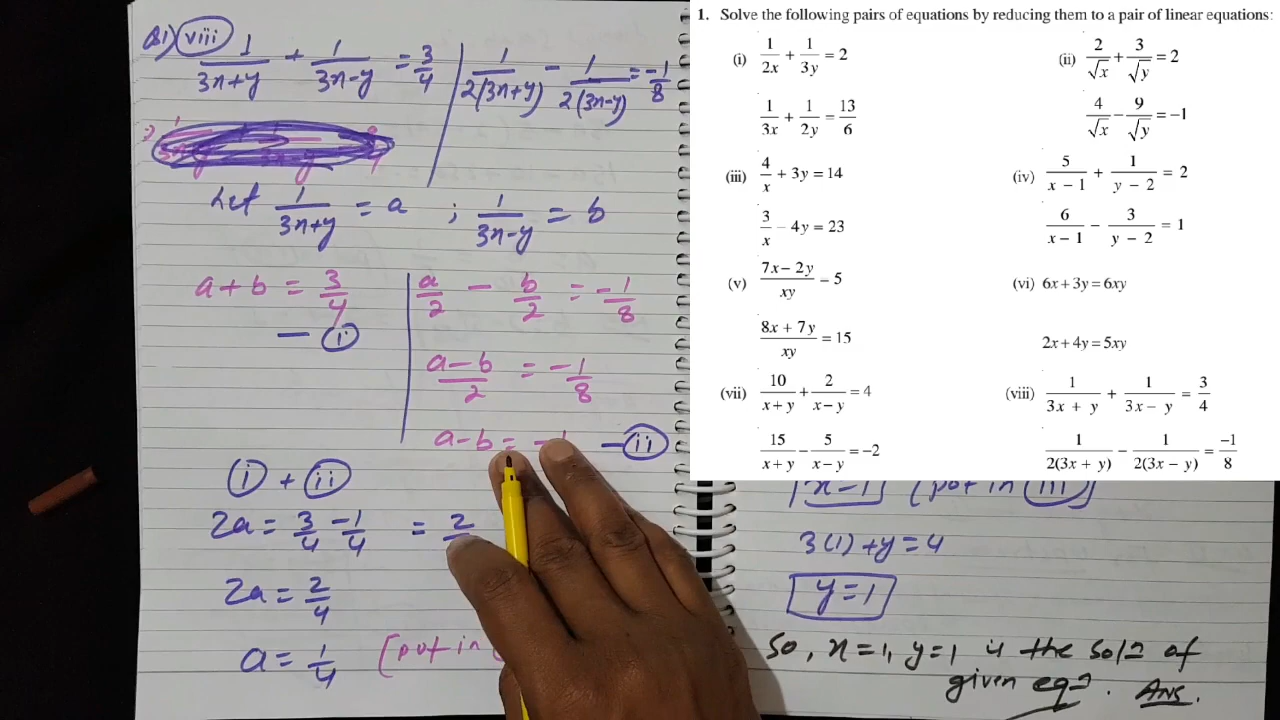 Q1) viii 1/(3x+y) + 1/(3x-y) = 3/4 | 1/(2(3x+y)) - 1/(2(3x-y)) = -1/8
Let 1/(3x+y) = a ; 1/(3x-y) = b
a + b = 3/4 — (i)
a/2 - b/2 = -1/8
(a-b)/2 = -1/8
a-b = -1 — (ii)
(i) + (ii)
2a = 3/4 -1/4 = 2
2a = 2/4
a = 1/4 [put in
1. Solve the following pairs of equations by reducing them to a pair of linear equations:
(i) 1/(2x) + 1/(3y) = 2
1/(3x) + 1/(2y) = 13/6
(ii) 2/√x + 3/√y = 2
4/√x - 9/√y = -1
(iii) 4/x + 3y = 14
3/x - 4y = 23
(iv) 5/(x - 1) + 1/(y - 2) = 2
6/(x - 1) - 3/(y - 2) = 1
(v) (7x - 2y)/(xy) = 5
(8x + 7y)/(xy) = 15
(vi) 6x + 3y = 6xy
2x + 4y = 5xy
(vii) 10/(x + y) + 2/(x - y) = 4
15/(x + y) - 5/(x - y) = -2
(viii) 1/(3x + y) + 1/(3x - y) = 3/4
1/(2(3x + y)) - 1/(2(3x - y)) = -1/8
x=1 (put in (iii))
3(1) + y = 4
y = 1
So, x=1, y=1 is the sol2 of
given eq2. Ans.